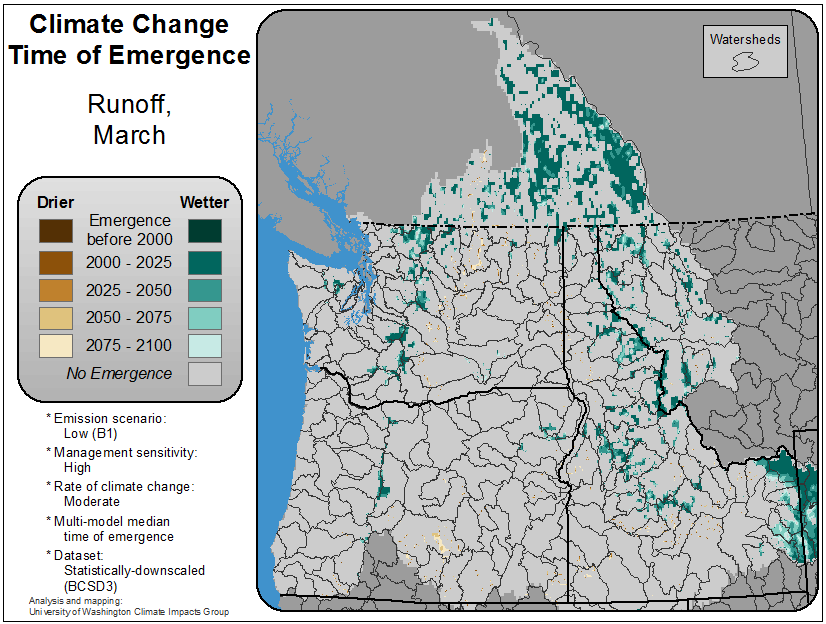 Climate Change
Time of Emergence
Runoff,
March
Watersheds
Drier
Wetter
Emergence
before 2000
2000 - 2025
2025 - 2050
2050 - 2075
2075 - 2100
No Emergence
* Emission scenario:
Low (B1)
* Management sensitivity:
High
* Rate of climate change:
Moderate
* Multi-model median
time of emergence
* Dataset:
Statistically-downscaled
(BCSD3)
Analysis and mapping:
University of Washington Climate Impacts Group